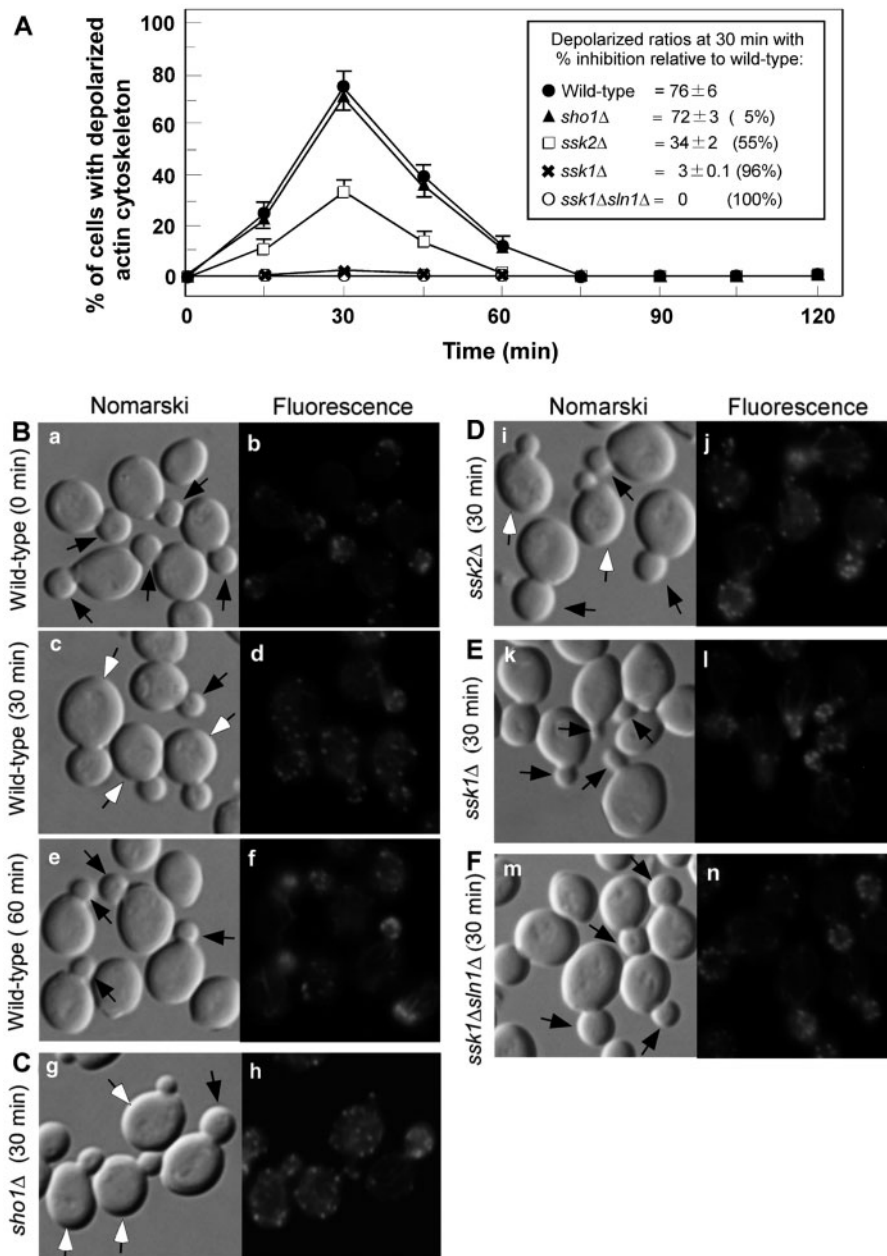 A
% of cells with depolarized
actin cytoskeleton
100
80
60
40
20
0
0 30 60 90 120
Time (min)
Depolarized ratios at 30 min with
% inhibition relative to wild-type:
Wild-type = 76±6
sho1Δ = 72±3 ( 5%)
ssk2Δ = 34±2 (55%)
ssk1Δ = 3±0.1 (96%)
ssk1Δsln1Δ = 0 (100%)
Nomarski Fluorescence
B
Wild-type (0 min)
a b
Wild-type (30 min)
c d
Wild-type ( 60 min)
e f
C
sho1Δ (30 min)
g h
Nomarski Fluorescence
D
ssk2Δ (30 min)
i j
E
ssk1Δ (30 min)
k l
F
ssk1Δsln1Δ (30 min)
m n